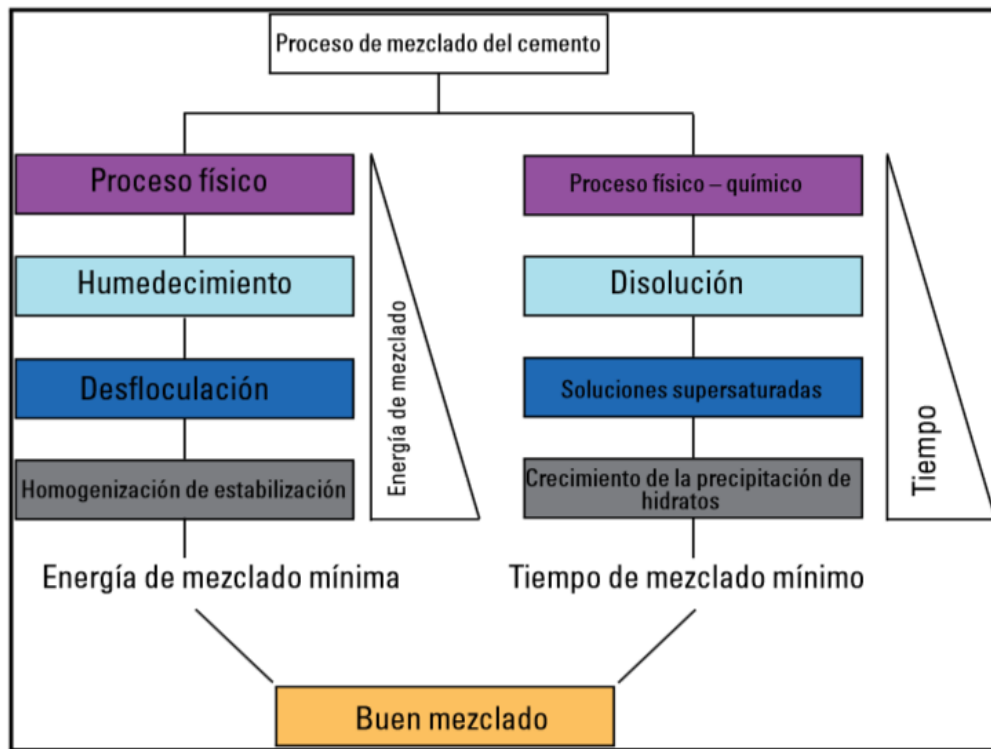 Proceso de mezclado del cemento
Proceso físico
Humedecimiento
Desfloculación
Homogenización de estabilización
Energía de mezclado
Energía de mezclado mínima
Proceso físico – químico
Disolución
Soluciones supersaturadas
Crecimiento de la precipitación de
hidratos
Tiempo
Tiempo de mezclado mínimo
Buen mezclado